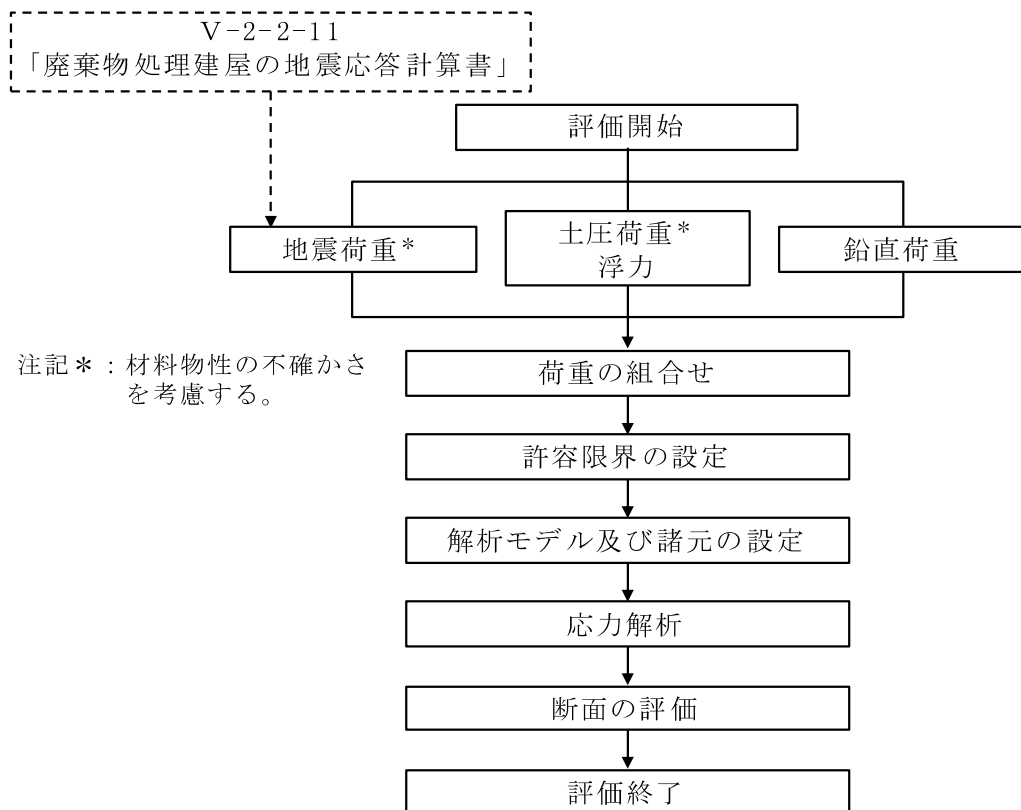 Ⅴ-2-2-11
「廃棄物処理建屋の地震応答計算書」
評価開始
地震荷重*
土圧荷重*
浮力
鉛直荷重
注記*:材料物性の不確かさ
を考慮する。
荷重の組合せ
許容限界の設定
解析モデル及び諸元の設定
応力解析
断面の評価
評価終了